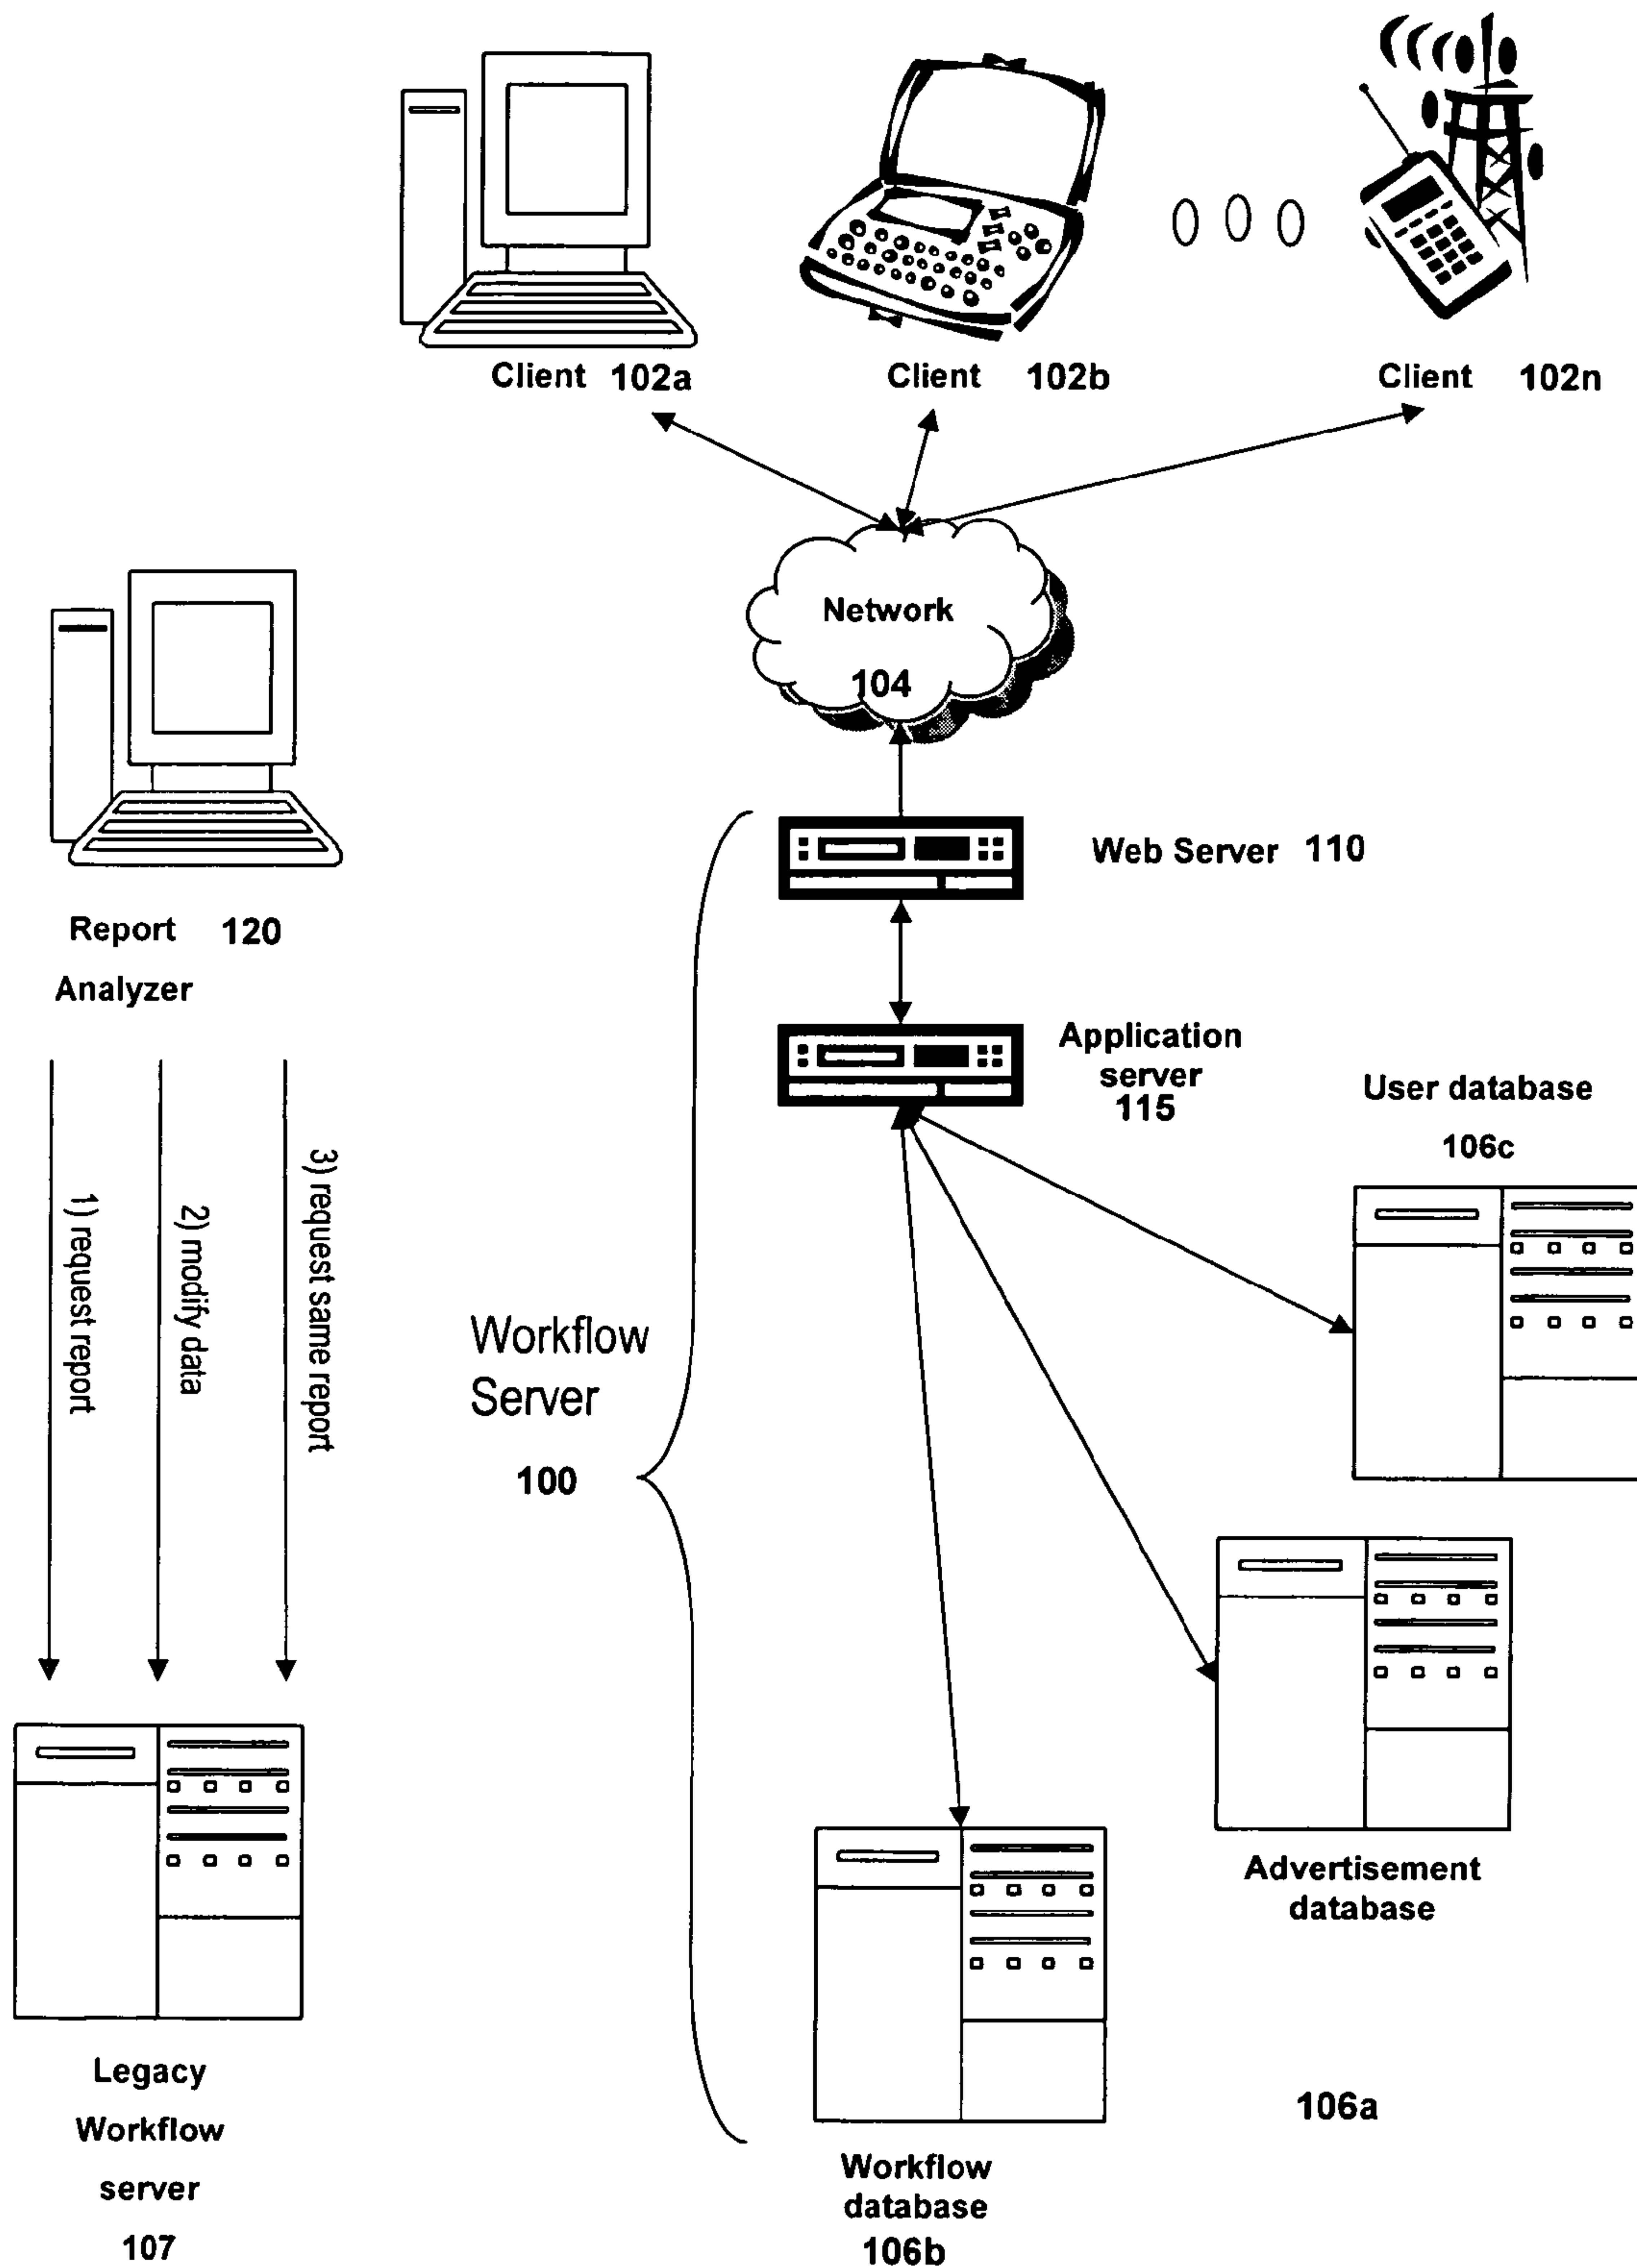 Client 102a
Client 102b
Client 102n
Network
104
Web Server 110
Report 120
Analyzer
Application
server
115
User database
106c
1) request report
2) modify data
3) request same report
Workflow
Server
100
Advertisement
database
106a
Legacy
Workflow
server
107
Workflow
database
106b